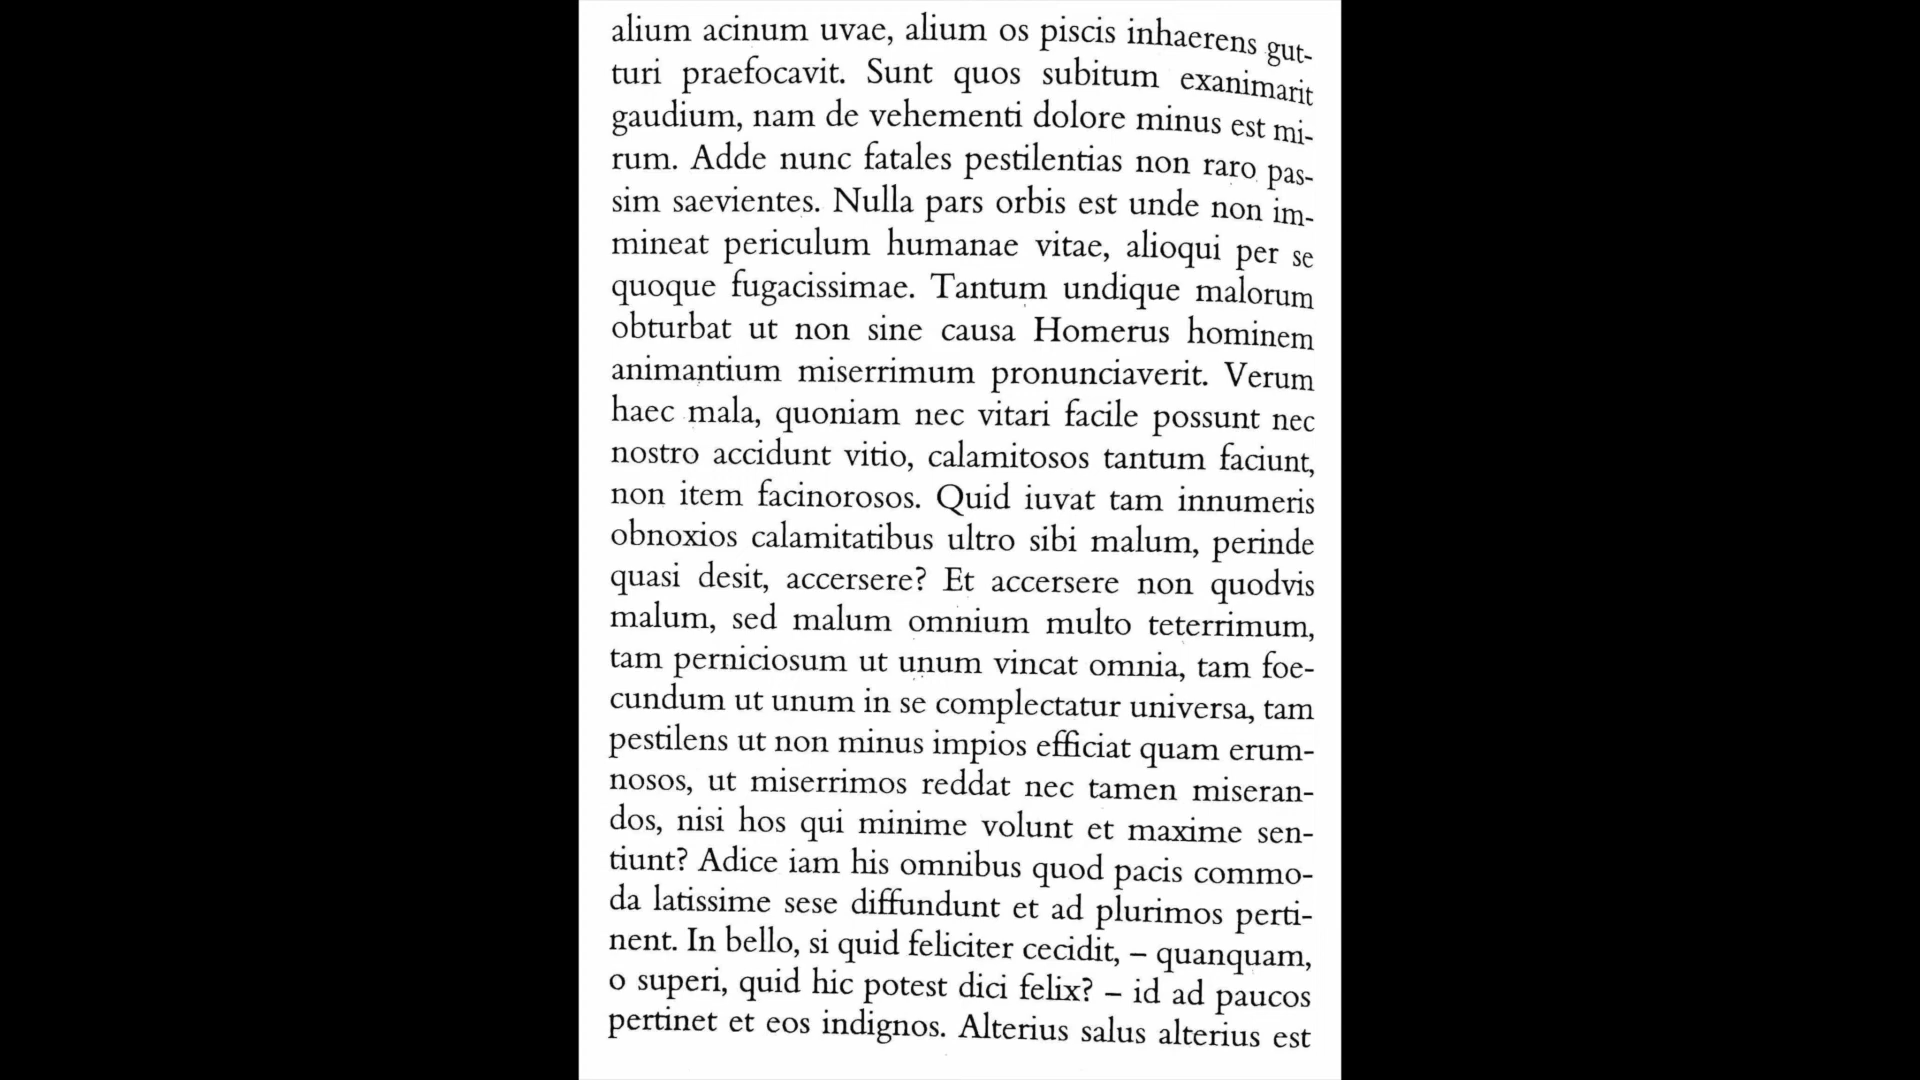 alium acinum uvae, alium os piscis inhaerens gut-
turi praefocavit. Sunt quos subitum exanimarit
gaudium, nam de vehementi dolore minus est mi-
rum. Adde nunc fatales pestilentias non raro pas-
sim saevientes. Nulla pars orbis est unde non im-
mineat periculum humanae vitae, alioqui per se
quoque fugacissimae. Tantum undique malorum
obturbat ut non sine causa Homerus hominem
animantium miserrimum pronunciaverit. Verum
haec mala, quoniam nec vitari facile possunt nec
nostro accidunt vitio, calamitosos tantum faciunt,
non item facinorosos. Quid iuvat tam innumeris
obnoxios calamitatibus ultro sibi malum, perinde
quasi desit, accersere? Et accersere non quodvis
malum, sed malum omnium multo teterrimum,
tam perniciosum ut unum vincat omnia, tam foe-
cundum ut unum in se complectatur universa, tam
pestilens ut non minus impios efficiat quam erum-
nosos, ut miserrimos reddat nec tamen miseran-
dos, nisi hos qui minime volunt et maxime sen-
tiunt? Adice iam his omnibus quod pacis commo-
da latissime sese diffundunt et ad plurimos perti-
nent. In bello, si quid feliciter cecidit, – quanquam,
o superi, quid hic potest dici felix? – id ad paucos
pertinet et eos indignos. Alterius salus alterius est